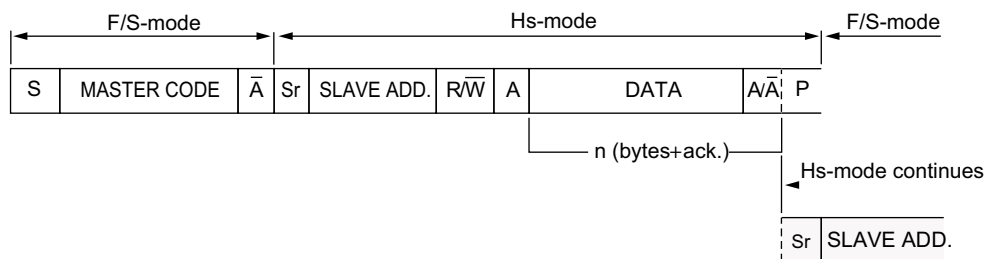 F/S-mode Hs-mode F/S-mode
S MASTER CODE A̅ Sr SLAVE ADD. R/W̅ A DATA A/A̅ P
n (bytes+ack.)
Hs-mode continues
Sr SLAVE ADD.